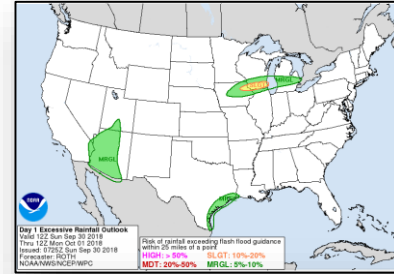 MRGL
SLGT
MRGL
MRGL
noaa
Day 1 Excessive Rainfall Outlook
Valid 12Z Sun Sep 30 2018
Thru 12Z Mon Oct 01 2018
Issued: 0725Z Sun Sep 30 2018
Forecaster: ROTH
NOAA/NWS/NCEP/WPC
Risk of rainfall exceeding flash flood guidance
within 25 miles of a point
HIGH: > 50% SLGT: 10%-20%
MDT: 20%-50% MRGL: 5%-10%